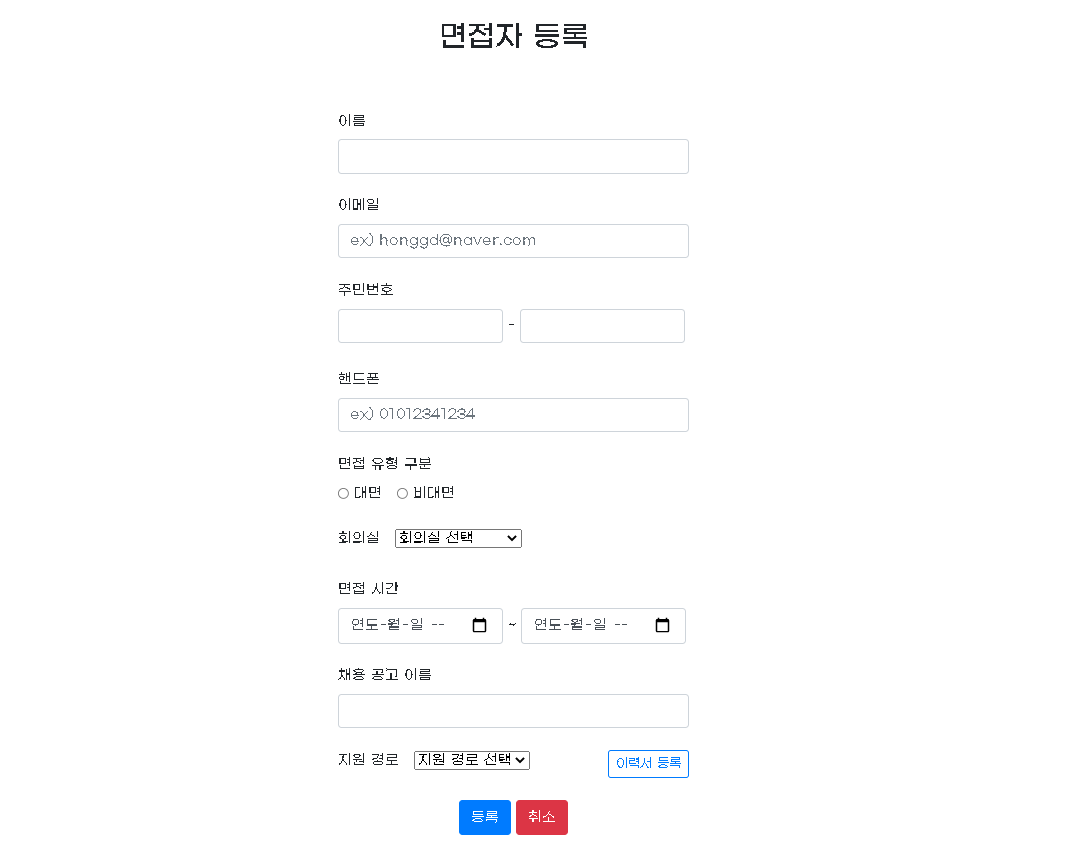 면접자 등록
이름
이메일
ex) honggd@naver.com
주민번호
-
핸드폰
ex) 01012341234
면접 유형 구분
대면 비대면
회의실 회의실 선택
면접 시간
연도-월-일 -- ~ 연도-월-일 --
채용 공고 이름
지원 경로 지원 경로 선택 이력서 등록
등록 취소